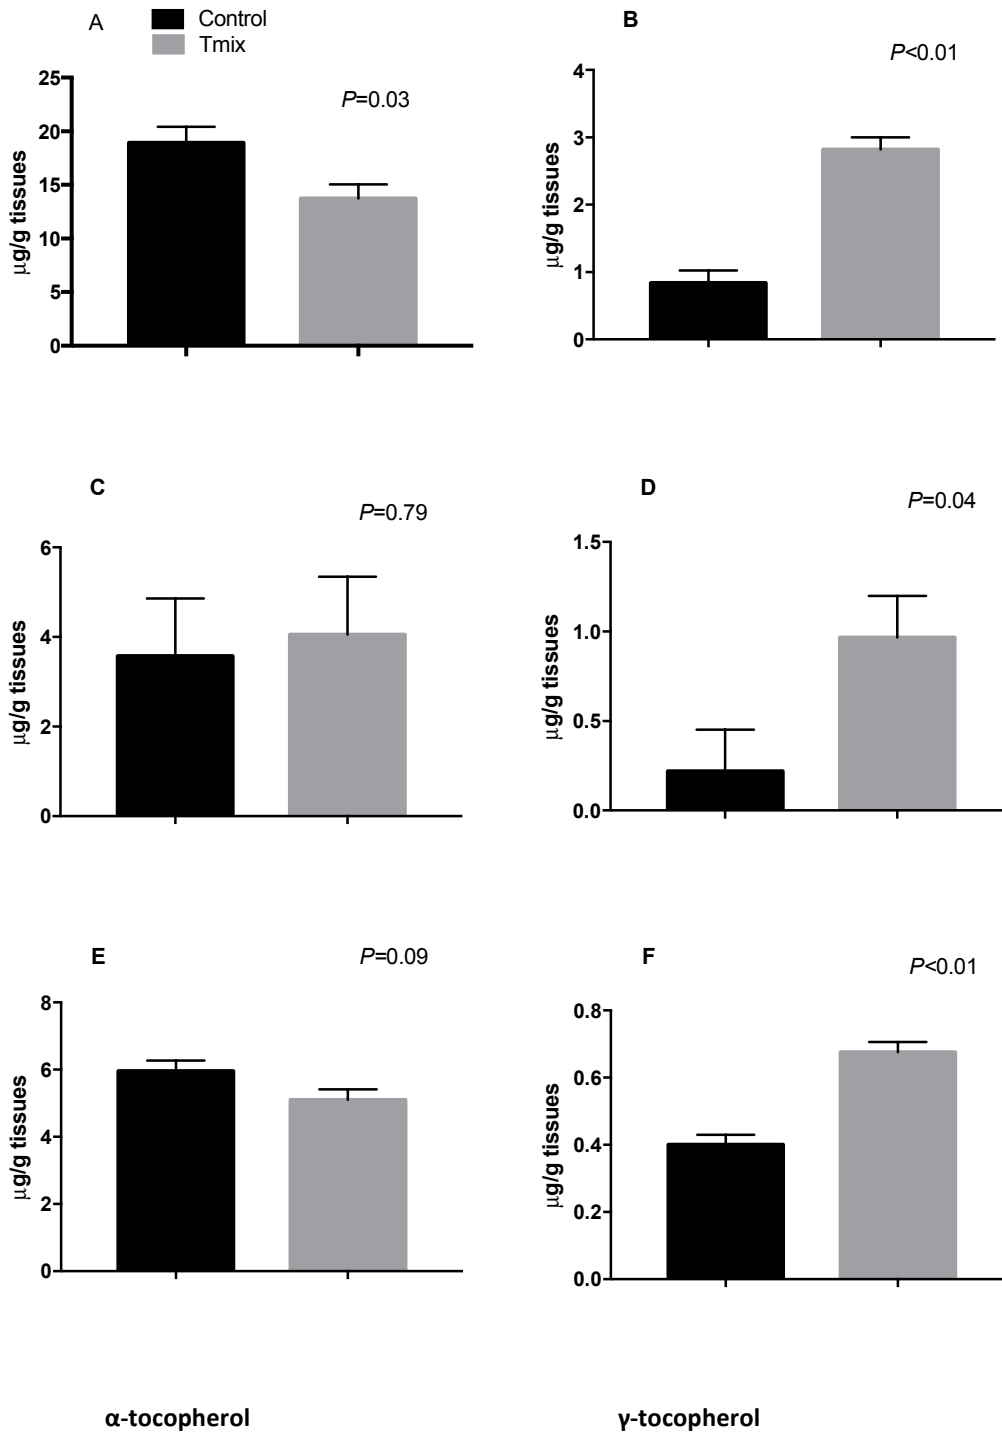 A
Control
Tmix
P=0.03
25
20
15
10
5
0
μg/g tissues
B
P<0.01
4
3
2
1
0
μg/g tissues
C
P=0.79
6
4
2
0
μg/g tissues
D
P=0.04
1.5
1.0
0.5
0.0
μg/g tissues
E
P=0.09
8
6
4
2
0
μg/g tissues
F
P<0.01
0.8
0.6
0.4
0.2
0.0
μg/g tissues
α-tocopherol
γ-tocopherol